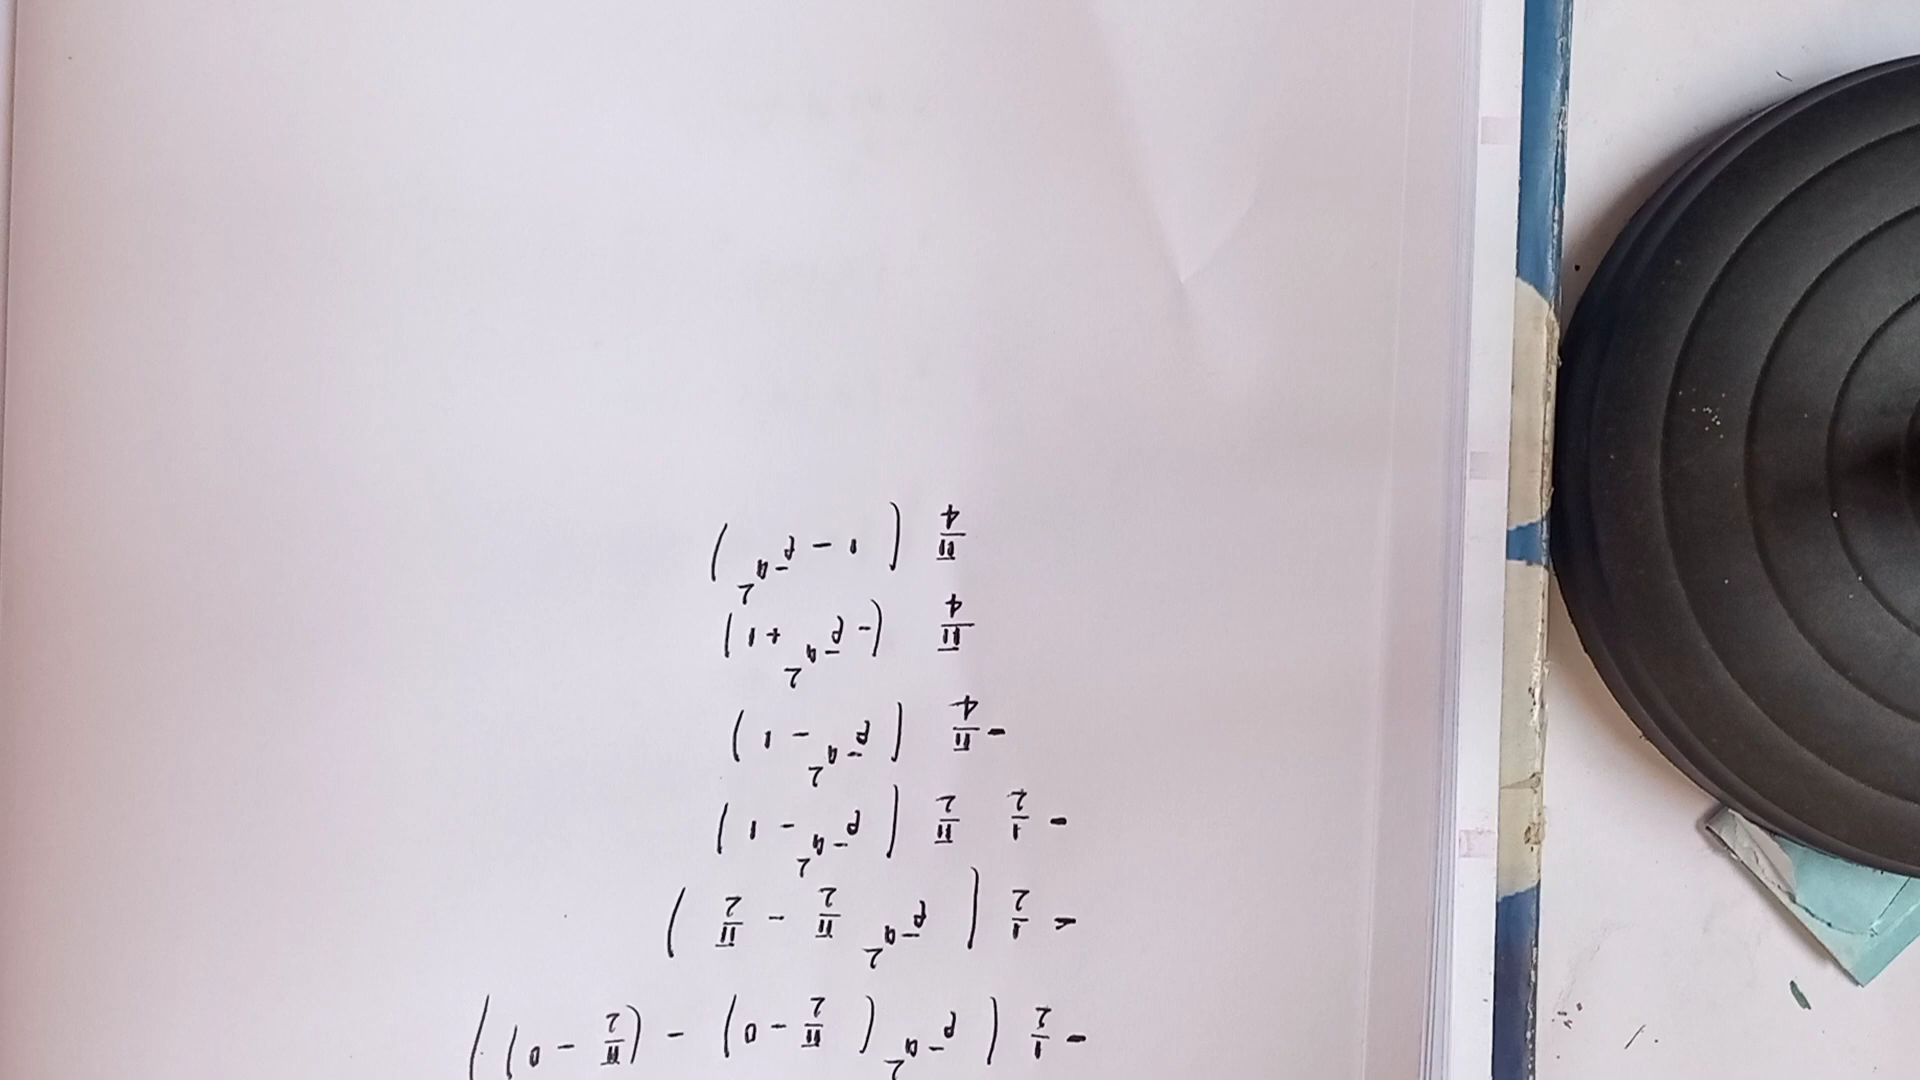 - 1/2 ( e^{-a^2} ( π/2 - 0 ) - ( π/2 - 0 ) )
- 1/2 ( e^{-a^2} π/2 - π/2 )
- 1/2 π/2 ( e^{-a^2} - 1 )
- π/4 ( e^{-a^2} - 1 )
π/4 ( - e^{-a^2} + 1 )
π/4 ( 1 - e^{-a^2} )